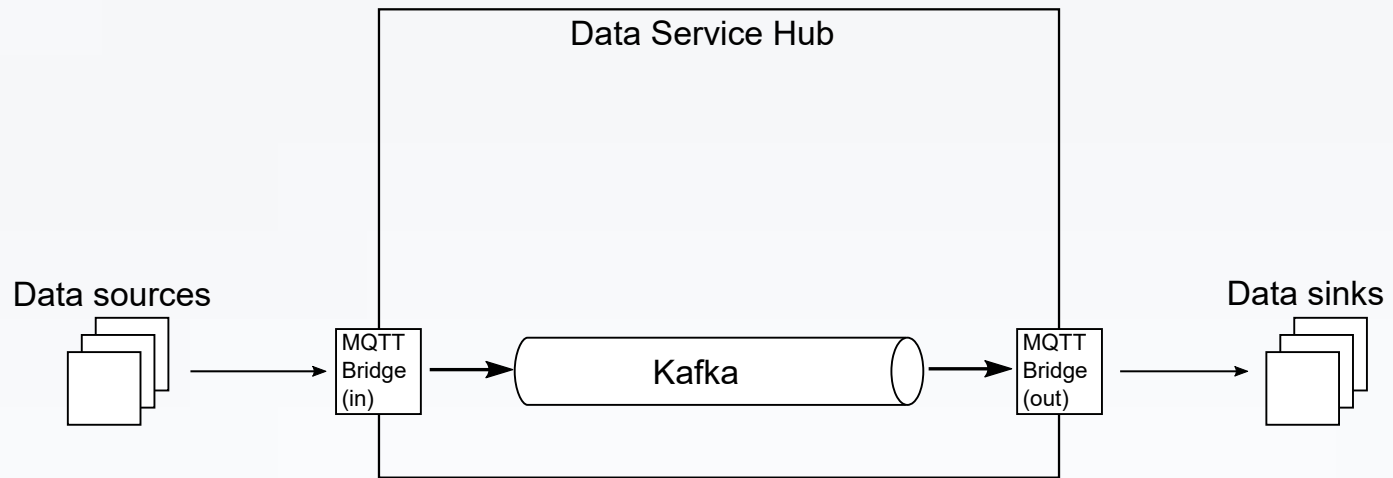 Data Service Hub
Data sources
Data sinks
MQTT
Bridge
(in)
Kafka
MQTT
Bridge
(out)